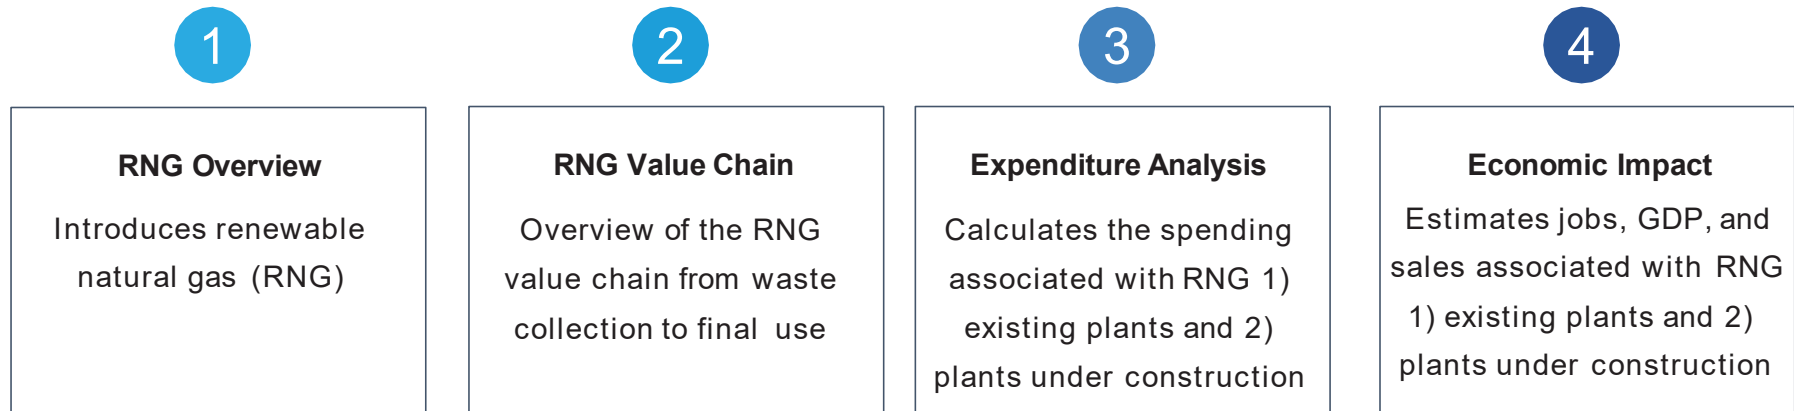 1
RNG Overview
Introduces renewable
natural gas (RNG)
2
RNG Value Chain
Overview of the RNG
value chain from waste
collection to final use
3
Expenditure Analysis
Calculates the spending
associated with RNG 1)
existing plants and 2)
plants under construction
4
Economic Impact
Estimates jobs, GDP, and
sales associated with RNG
1) existing plants and 2)
plants under construction